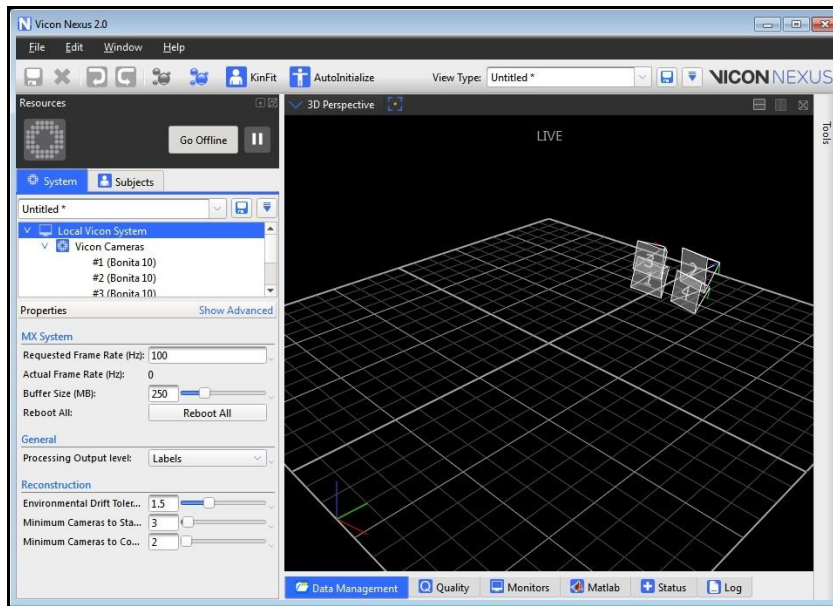 Vicon Nexus 2.0
File Edit Window Help
KinFit AutoInitialize View Type: Untitled * VICON NEXUS
Resources
3D Perspective
Tools
Go Offline
LIVE
System Subjects
Untitled *
Local Vicon System
Vicon Cameras
#1 (Bonita 10)
#2 (Bonita 10)
#3 (Bonita 10)
3 2
1 4
Properties Show Advanced
MX System
Requested Frame Rate (Hz): 100
Actual Frame Rate (Hz): 0
Buffer Size (MB): 250
Reboot All: Reboot All
General
Processing Output level: Labels
Reconstruction
Environmental Drift Toler... 1.5
Minimum Cameras to Sta... 3
Minimum Cameras to Co... 2
Data Management Quality Monitors Matlab Status Log